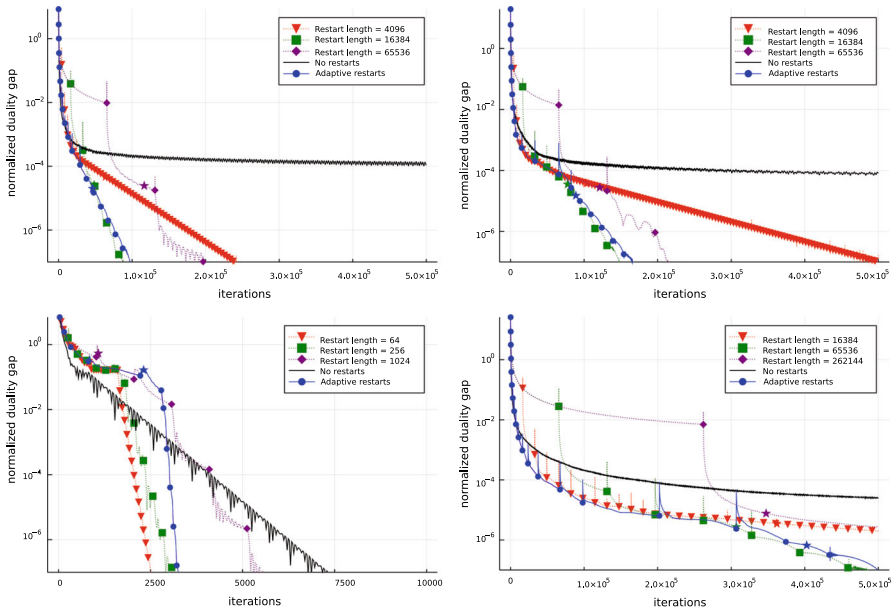 normalized duality gap
10^0
10^-2
10^-4
10^-6
Restart length = 4096
Restart length = 16384
Restart length = 65536
No restarts
Adaptive restarts
0
1.0×10^5
2.0×10^5
3.0×10^5
4.0×10^5
5.0×10^5
iterations
normalized duality gap
10^0
10^-2
10^-4
10^-6
Restart length = 4096
Restart length = 16384
Restart length = 65536
No restarts
Adaptive restarts
0
1.0×10^5
2.0×10^5
3.0×10^5
4.0×10^5
5.0×10^5
iterations
normalized duality gap
10^0
10^-2
10^-4
10^-6
Restart length = 64
Restart length = 256
Restart length = 1024
No restarts
Adaptive restarts
0
2500
5000
7500
10000
iterations
normalized duality gap
10^0
10^-2
10^-4
10^-6
Restart length = 16384
Restart length = 65536
Restart length = 262144
No restarts
Adaptive restarts
0
1.0×10^5
2.0×10^5
3.0×10^5
4.0×10^5
5.0×10^5
iterations